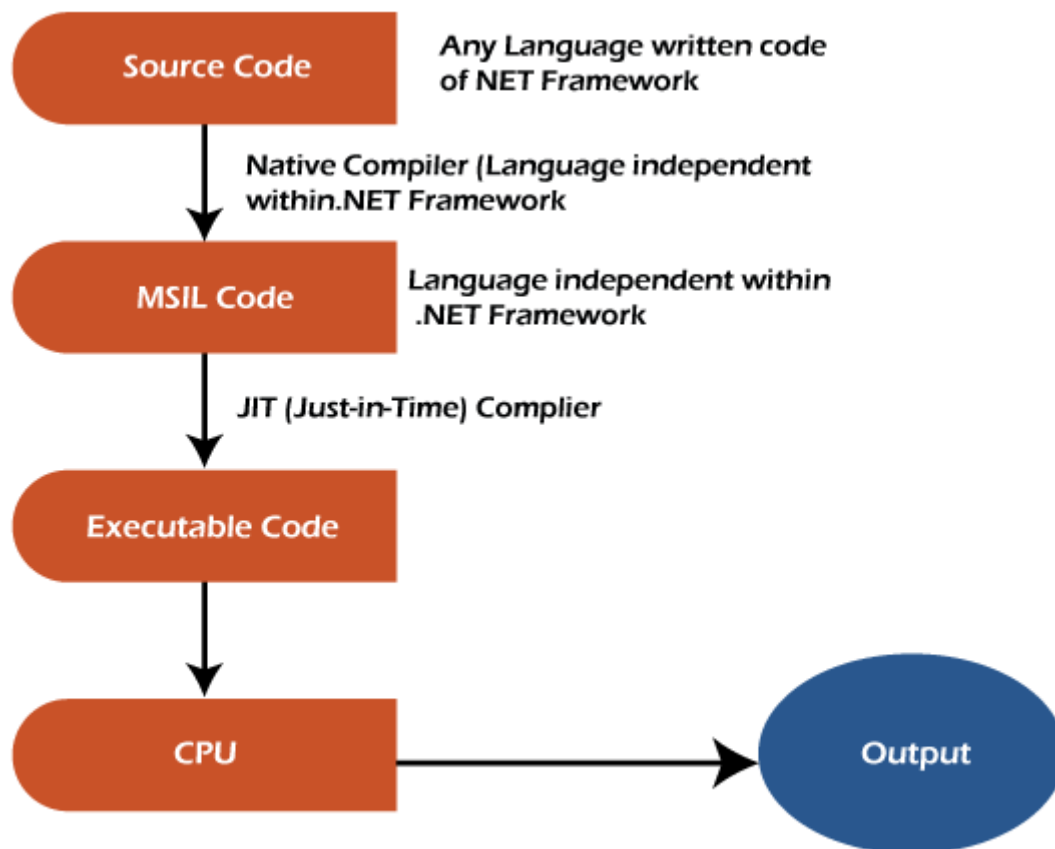 Source Code
Any Language written code
of NET Framework
Native Compiler (Language independent
within.NET Framework
MSIL Code
Language independent within
.NET Framework
JIT (Just-in-Time) Complier
Executable Code
CPU
Output